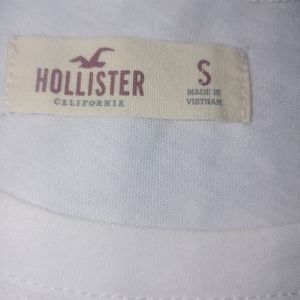 HOLLISTER
CALIFORNIA
S
MADE IN
VIETNAM